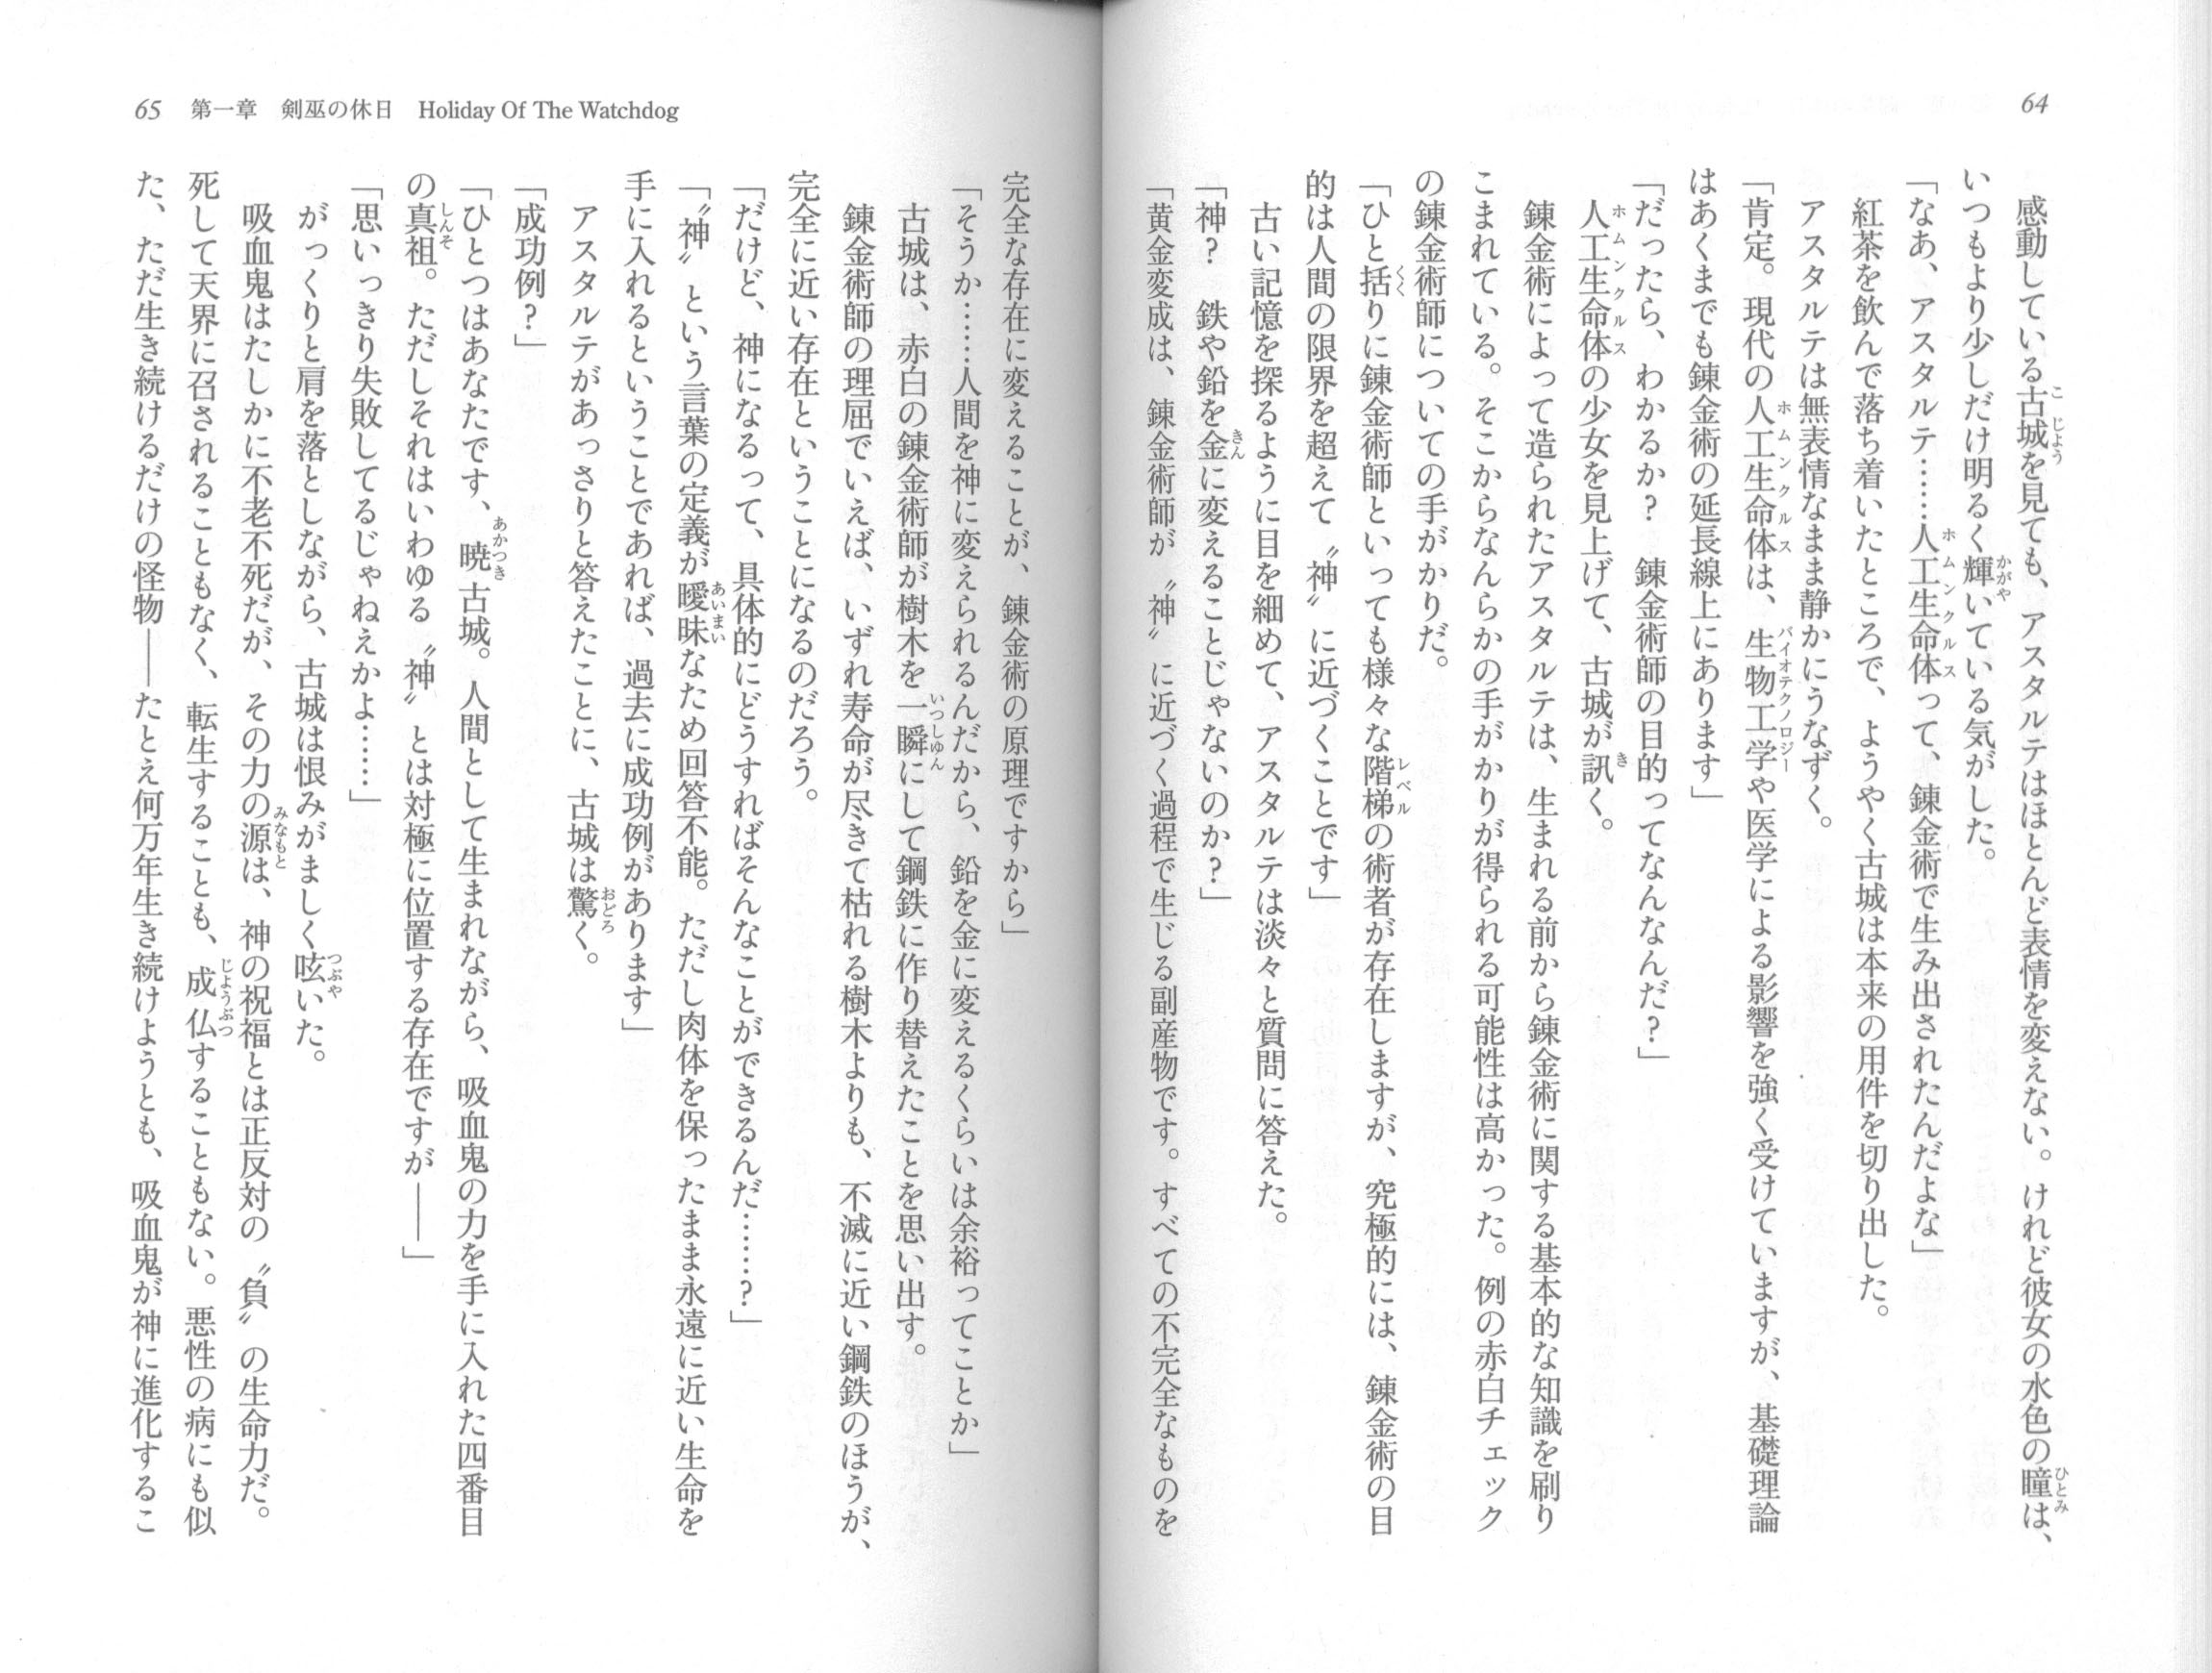 64
感動している古城を見ても、アスタルテはほとんど表情を変えない。けれど彼女の水色の瞳は、
いつもより少しだけ明るく輝いている気がした。
「なあ、アスタルテ……人工生命体って、錬金術で生み出されたんだよな」
紅茶を飲んで落ち着いたところで、ようやく古城は本来の用件を切り出した。
アスタルテは無表情なまま静かにうなずく。
「肯定。現代の人工生命体は、生物工学や医学による影響を強く受けていますが、基礎理論
はあくまでも錬金術の延長線上にあります」
「だったら、わかるか？　錬金術師の目的ってなんなんだ？」
人工生命体の少女を見上げて、古城が訊く。
錬金術によって造られたアスタルテは、生まれる前から錬金術に関する基本的な知識を刷り
こまれている。そこからなんらかの手がかりが得られる可能性は高かった。例の赤白チェック
の錬金術師についての手がかりだ。
「ひと括りに錬金術師といっても様々な階梯の術者が存在しますが、究極的には、錬金術の目
的は人間の限界を超えて〝神〟に近づくことです」
古い記憶を探るように目を細めて、アスタルテは淡々と質問に答えた。
「神？　鉄や鉛を金に変えることじゃないのか？」
「黄金変成は、錬金術師が〝神〟に近づく過程で生じる副産物です。すべての不完全なものを
65　第一章　剣巫の休日　Holiday Of The Watchdog
完全な存在に変えることが、錬金術の原理ですから」
「そうか……人間を神に変えられるんだから、鉛を金に変えるくらいは余裕ってことか」
古城は、赤白の錬金術師が樹木を一瞬にして鋼鉄に作り替えたことを思い出す。
錬金術師の理屈でいえば、いずれ寿命が尽きて枯れる樹木よりも、不滅に近い鋼鉄のほうが、
完全に近い存在ということになるのだろう。
「だけど、神になるって、具体的にどうすればそんなことができるんだ……？」
「〝神〟という言葉の定義が曖昧なため回答不能。ただし肉体を保ったまま永遠に近い生命を
手に入れるということであれば、過去に成功例があります」
アスタルテがあっさりと答えたことに、古城は驚く。
「成功例？」
「ひとつはあなたです、暁古城。人間として生まれながら、吸血鬼の力を手に入れた四番目
の真祖。ただしそれはいわゆる〝神〟とは対極に位置する存在ですが――」
「思いっきり失敗してるじゃねえかよ……」
がっくりと肩を落としながら、古城は恨みがましく呟いた。
吸血鬼はたしかに不老不死だが、その力の源は、神の祝福とは正反対の〝負〟の生命力だ。
死して天界に召されることもなく、転生することも、成仏することもない。悪性の病にも似
た、ただ生き続けるだけの怪物――たとえ何万年生き続けようとも、吸血鬼が神に進化するこ